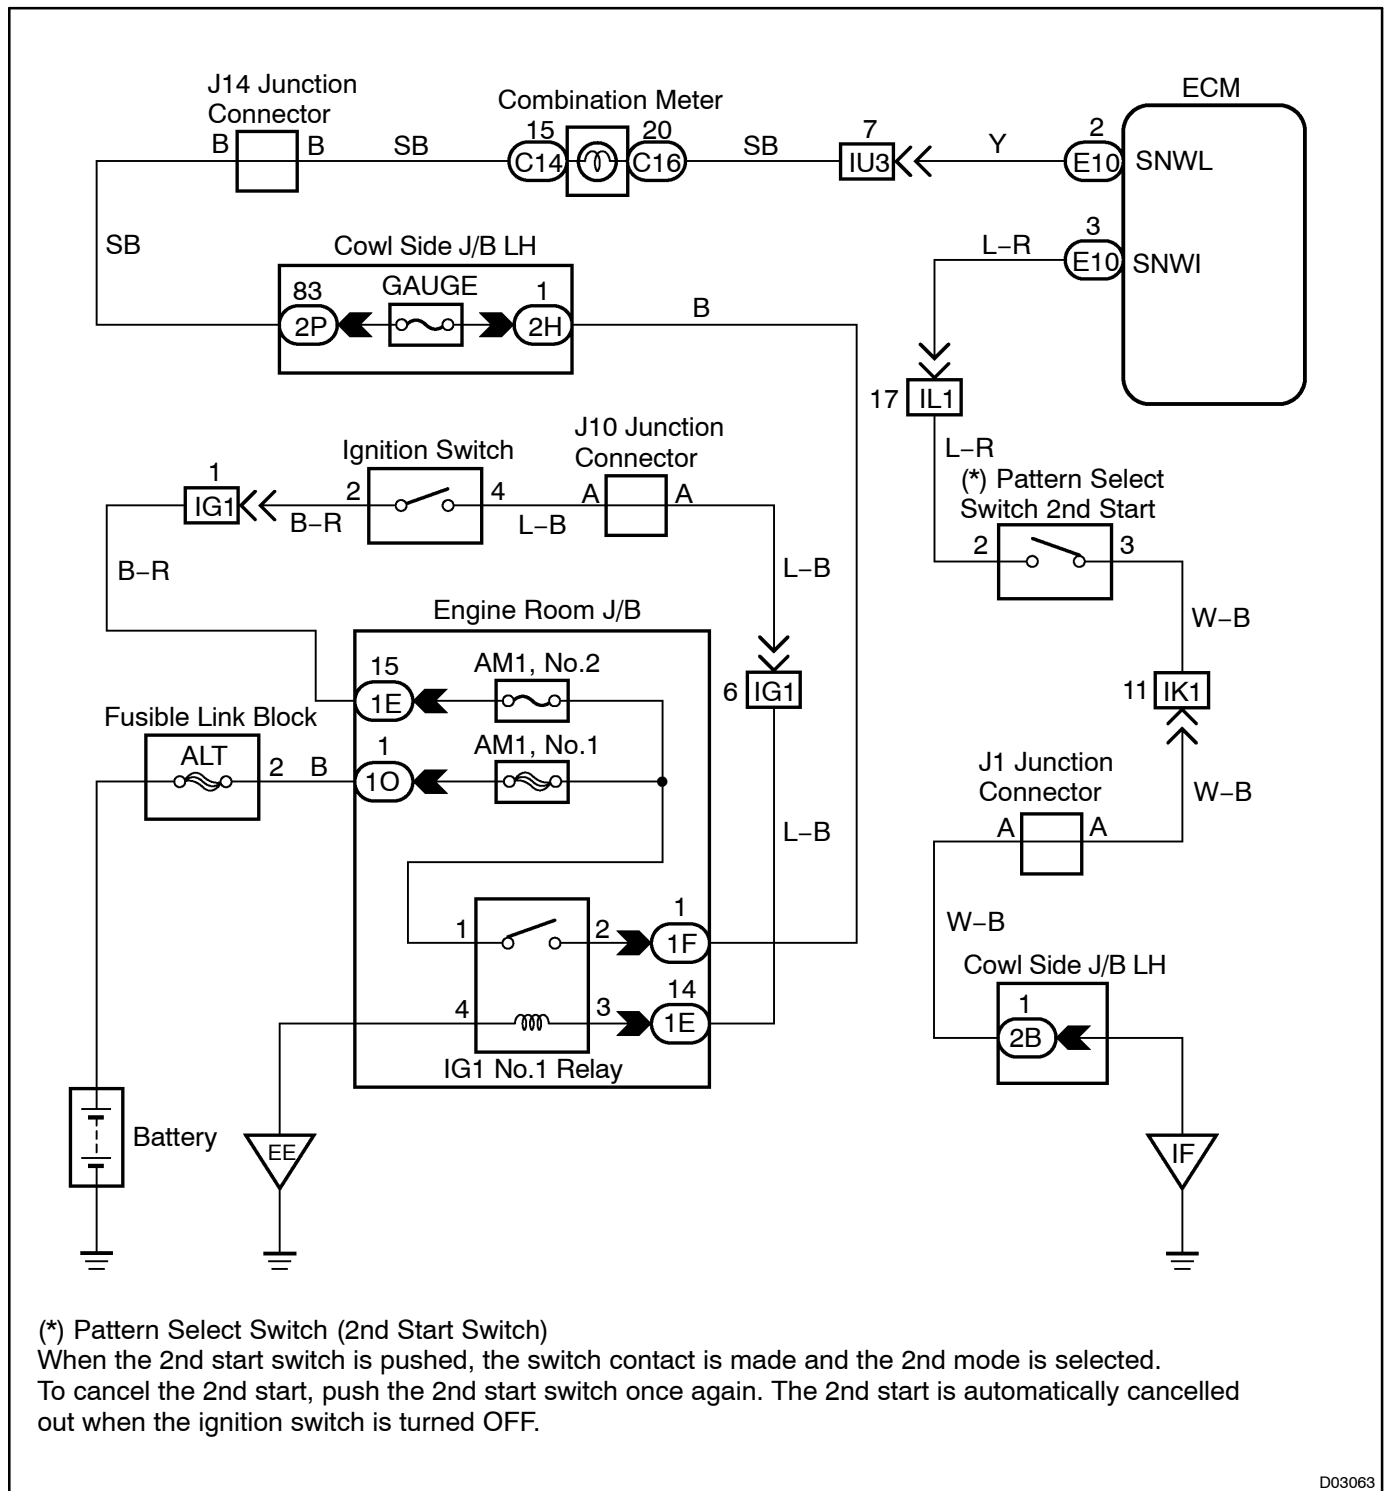 J14 Junction
Connector
Combination Meter
ECM
B
B
SB
15
C14
20
C16
SB
7
IU3
Y
2
E10
SNWL
SB
Cowl Side J/B LH
83
2P
GAUGE
1
2H
B
L–R
3
E10
SNWI
17
IL1
L–R
(*) Pattern Select
Switch 2nd Start
2
3
W–B
11
IK1
W–B
J1 Junction
Connector
A
A
W–B
Cowl Side J/B LH
1
2B
IF
1
IG1
B–R
Ignition Switch
2
4
L–B
J10 Junction
Connector
A
A
L–B
B–R
6
IG1
L–B
Engine Room J/B
15
1E
AM1, No.2
Fusible Link Block
ALT
2
B
1
1O
AM1, No.1
1
2
1
1F
4
3
14
1E
IG1 No.1 Relay
Battery
EE
(*) Pattern Select Switch (2nd Start Switch)
When the 2nd start switch is pushed, the switch contact is made and the 2nd mode is selected.
To cancel the 2nd start, push the 2nd start switch once again. The 2nd start is automatically cancelled
out when the ignition switch is turned OFF.
D03063